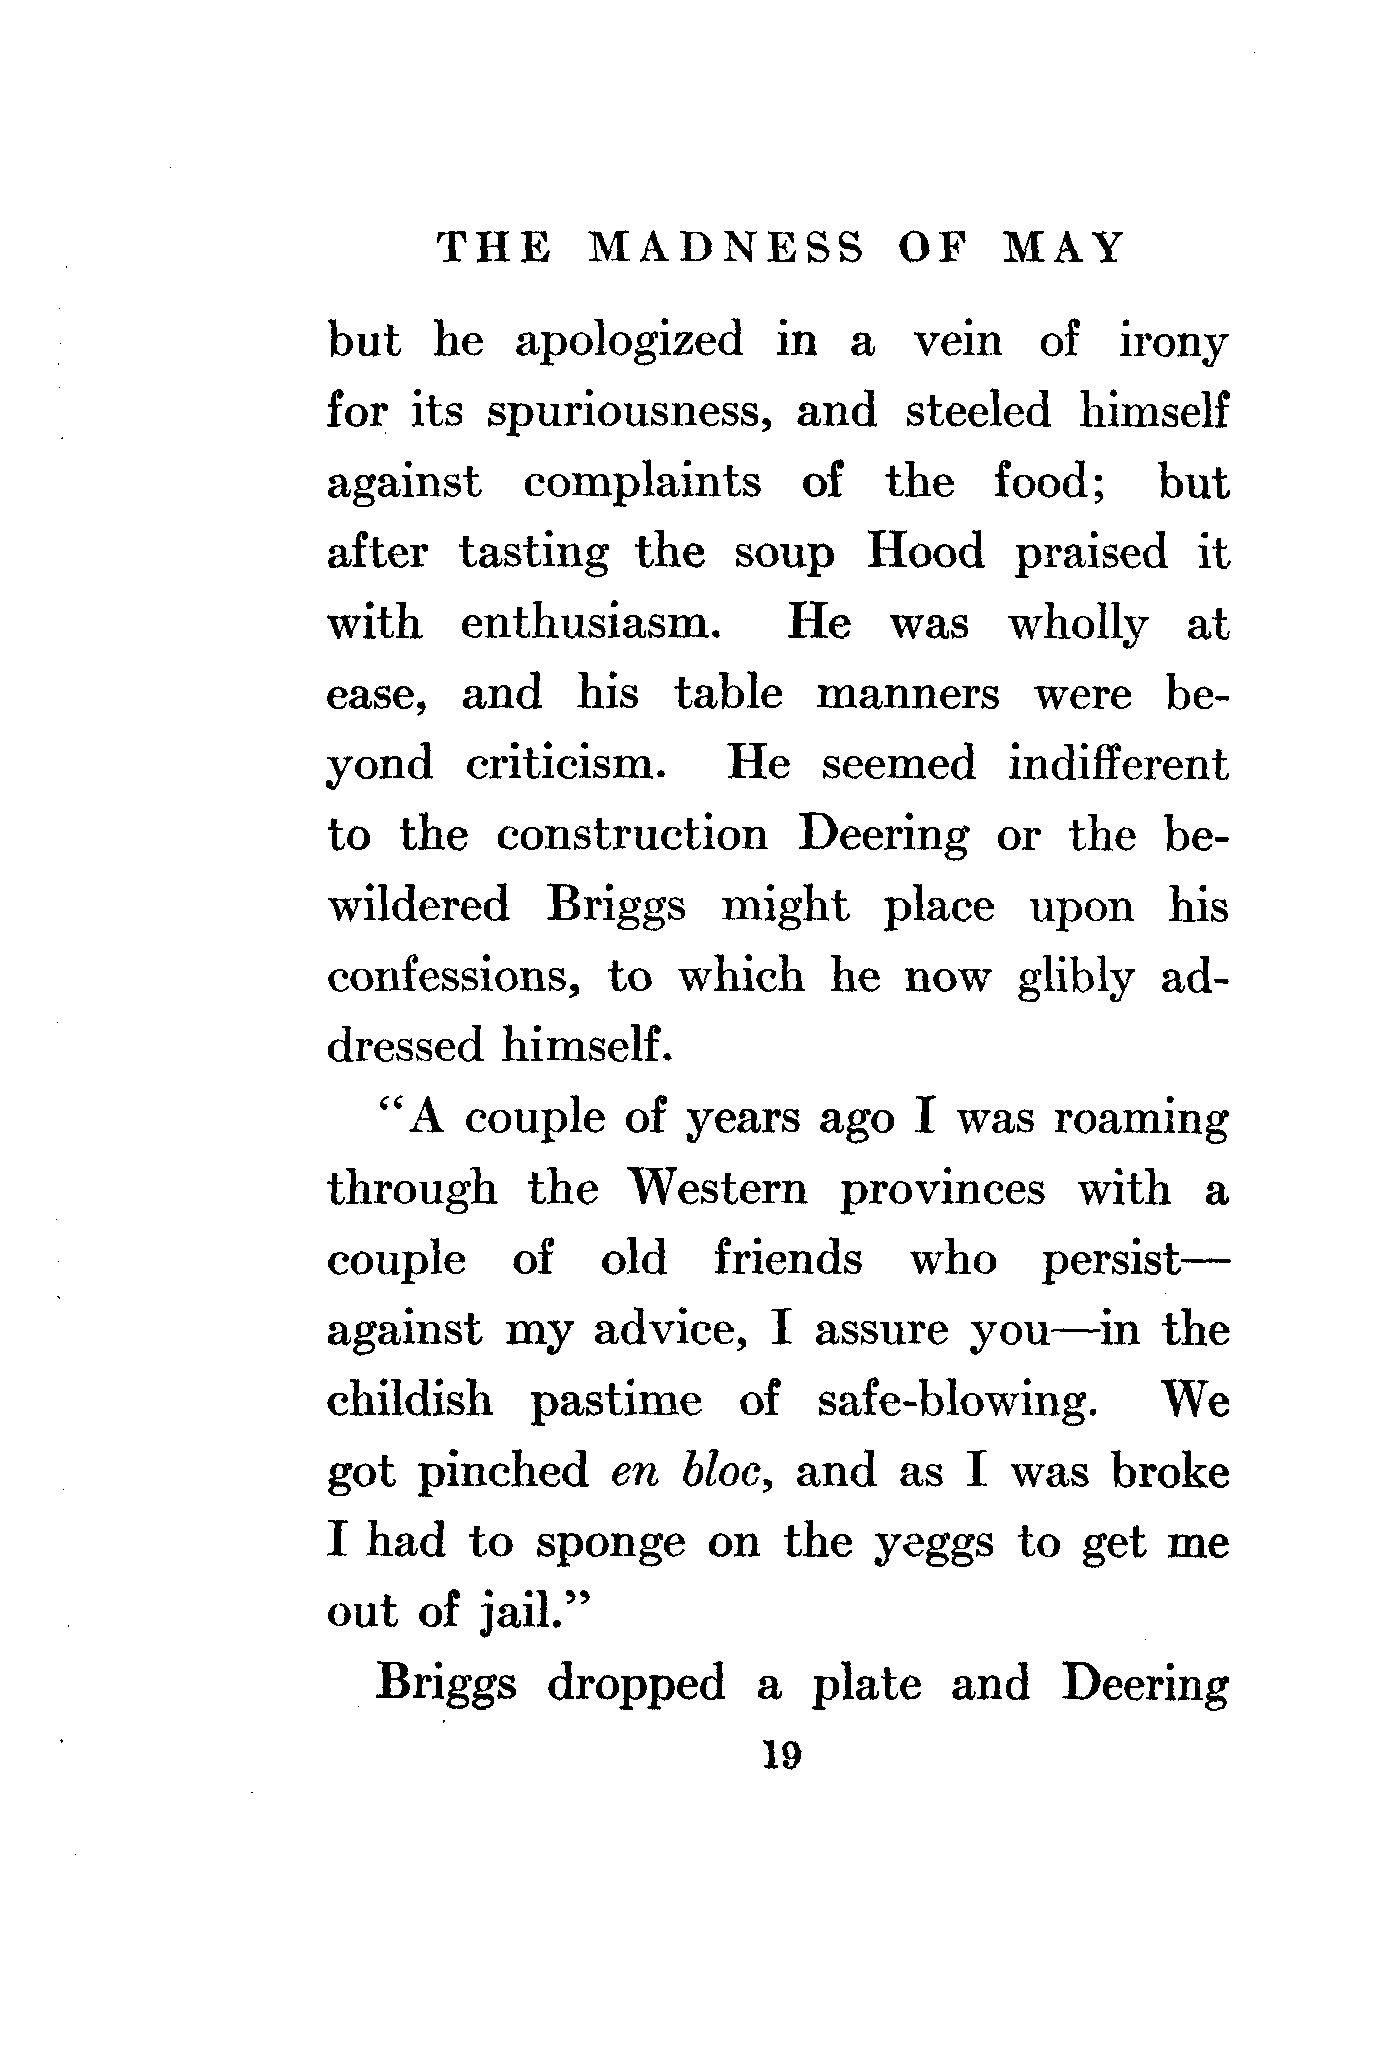 THE MADNESS OF MAY
but he apologized in a vein of irony
for its spuriousness, and steeled himself
against complaints of the food; but
after tasting the soup Hood praised it
with enthusiasm. He was wholly at
ease, and his table manners were be-
yond criticism. He seemed indifferent
to the construction Deering or the be-
wildered Briggs might place upon his
confessions, to which he now glibly ad-
dressed himself.
“A couple of years ago I was roaming
through the Western provinces with a
couple of old friends who persist—
against my advice, I assure you—in the
childish pastime of safe-blowing. We
got pinched en bloc, and as I was broke
I had to sponge on the yeggs to get me
out of jail.”
Briggs dropped a plate and Deering
19